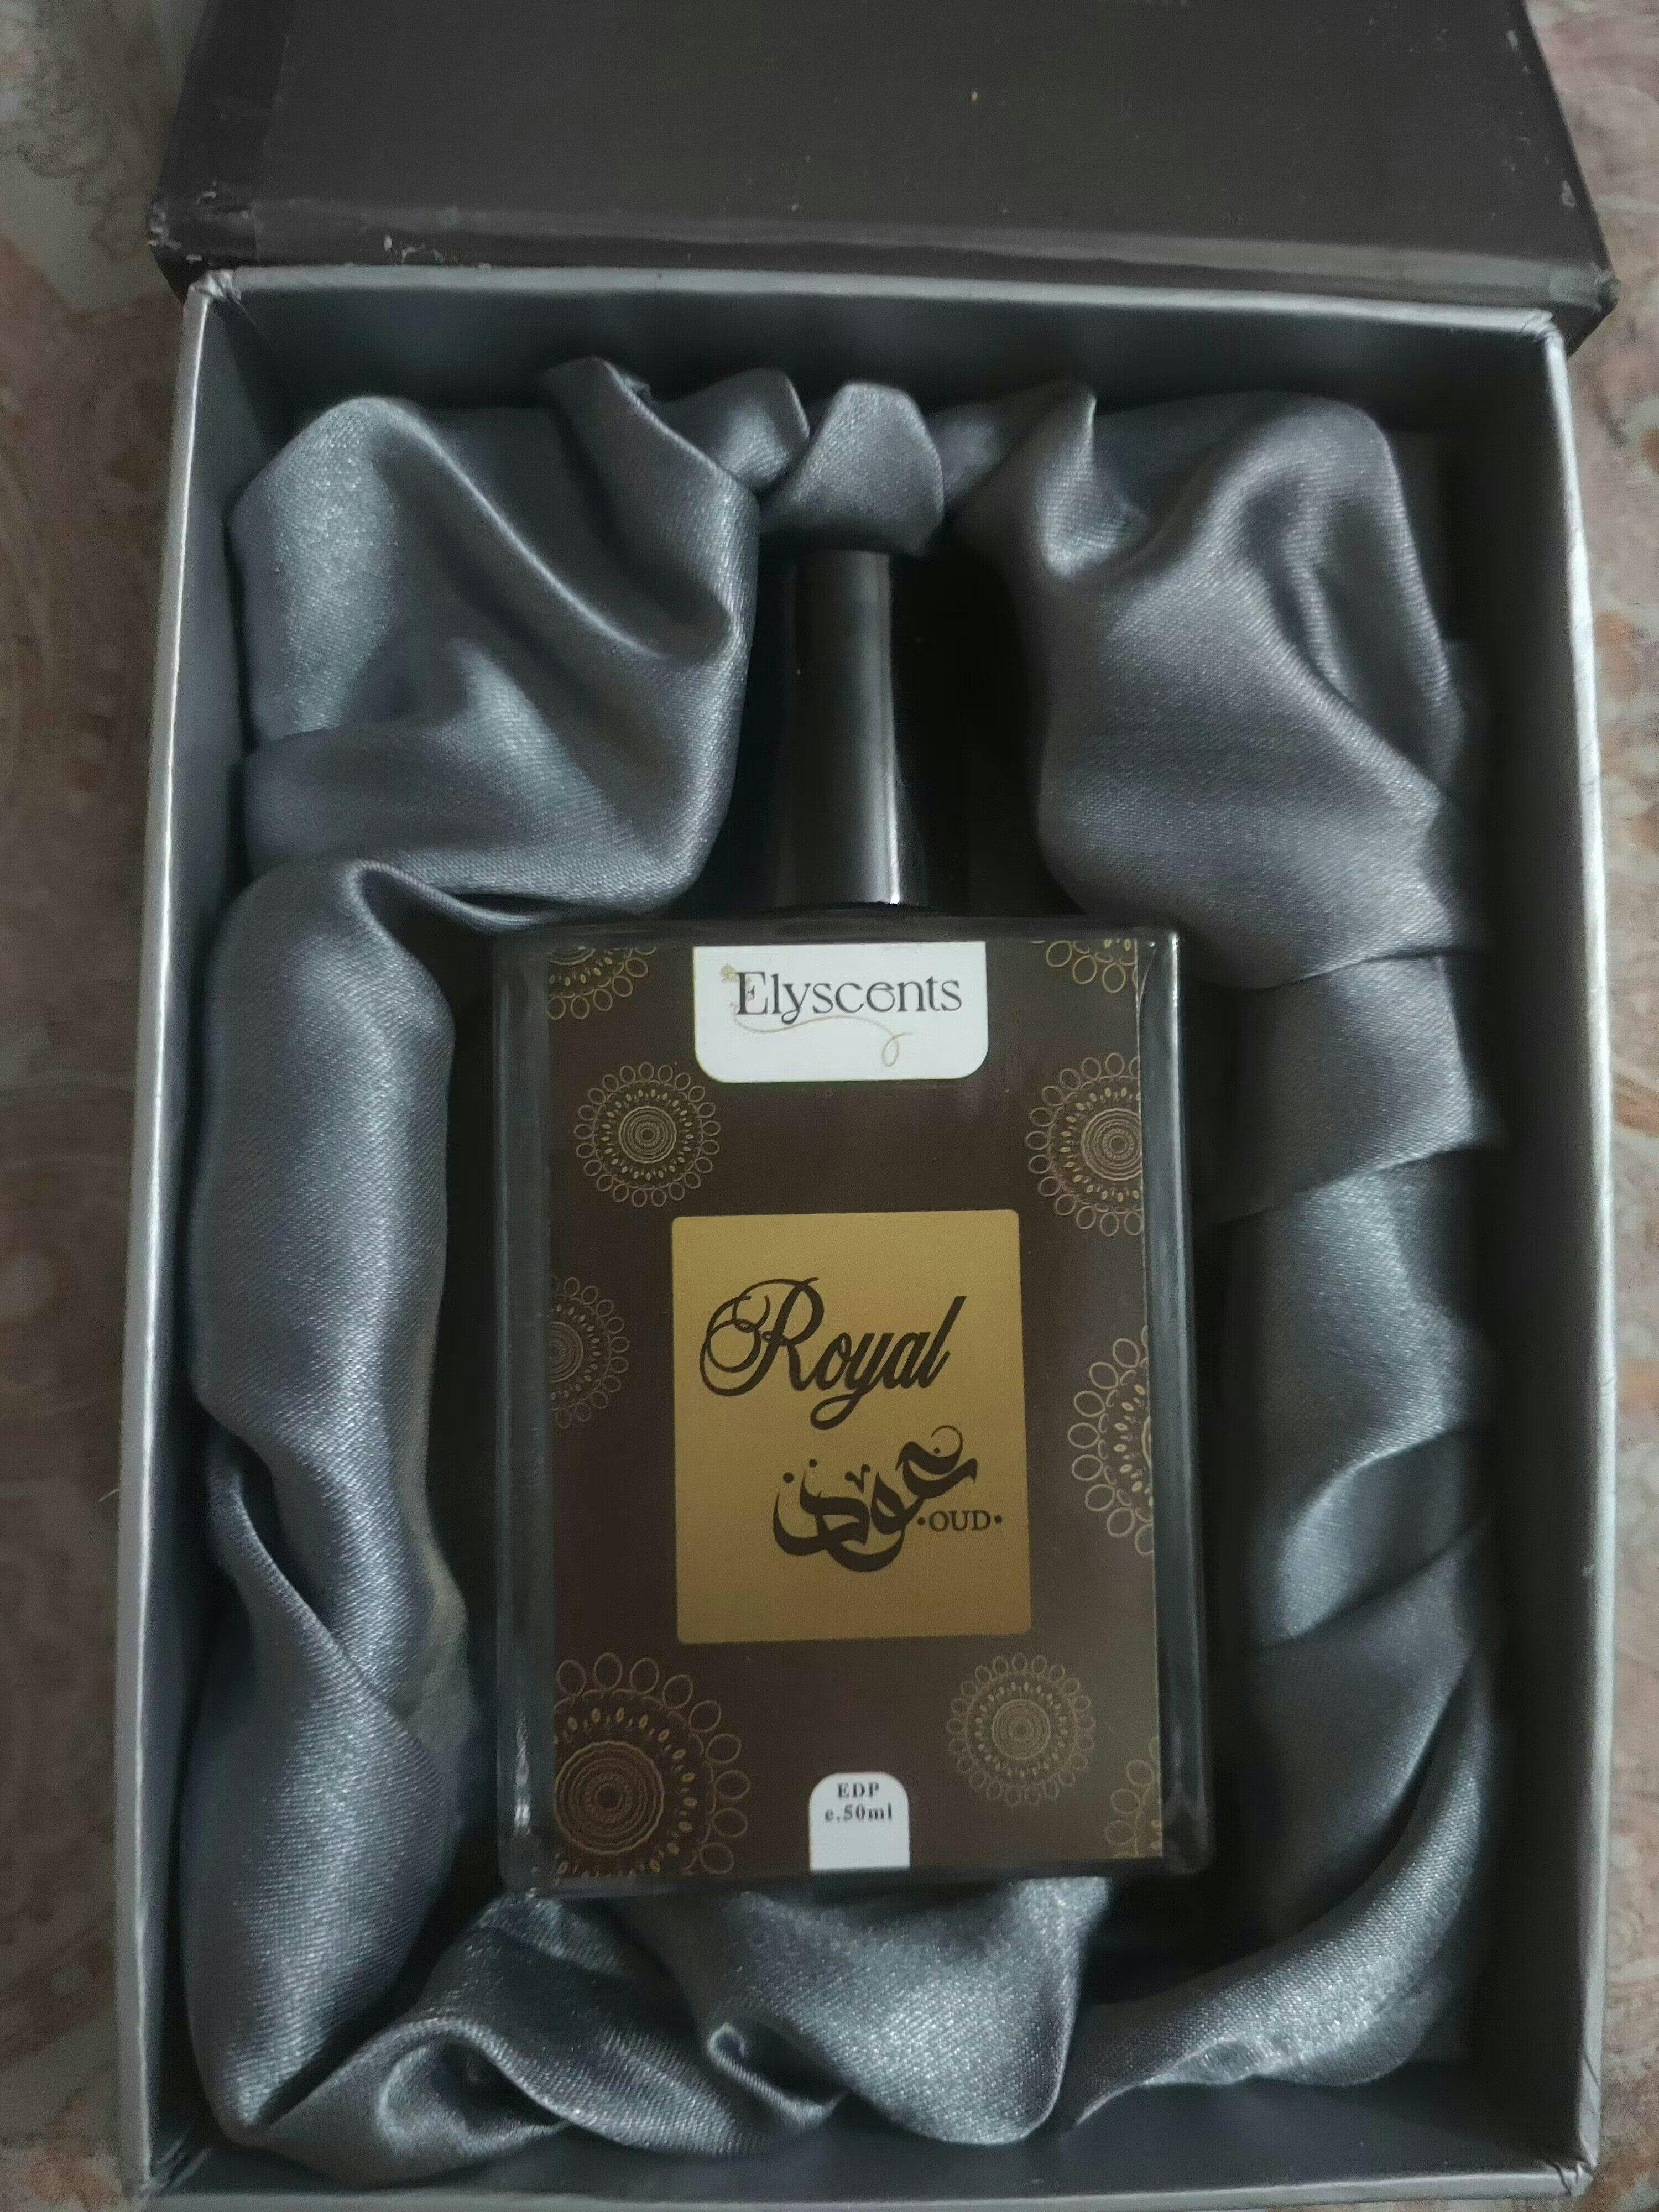 Elyscents
Royal
عود
•OUD•
EDP
e.50ml